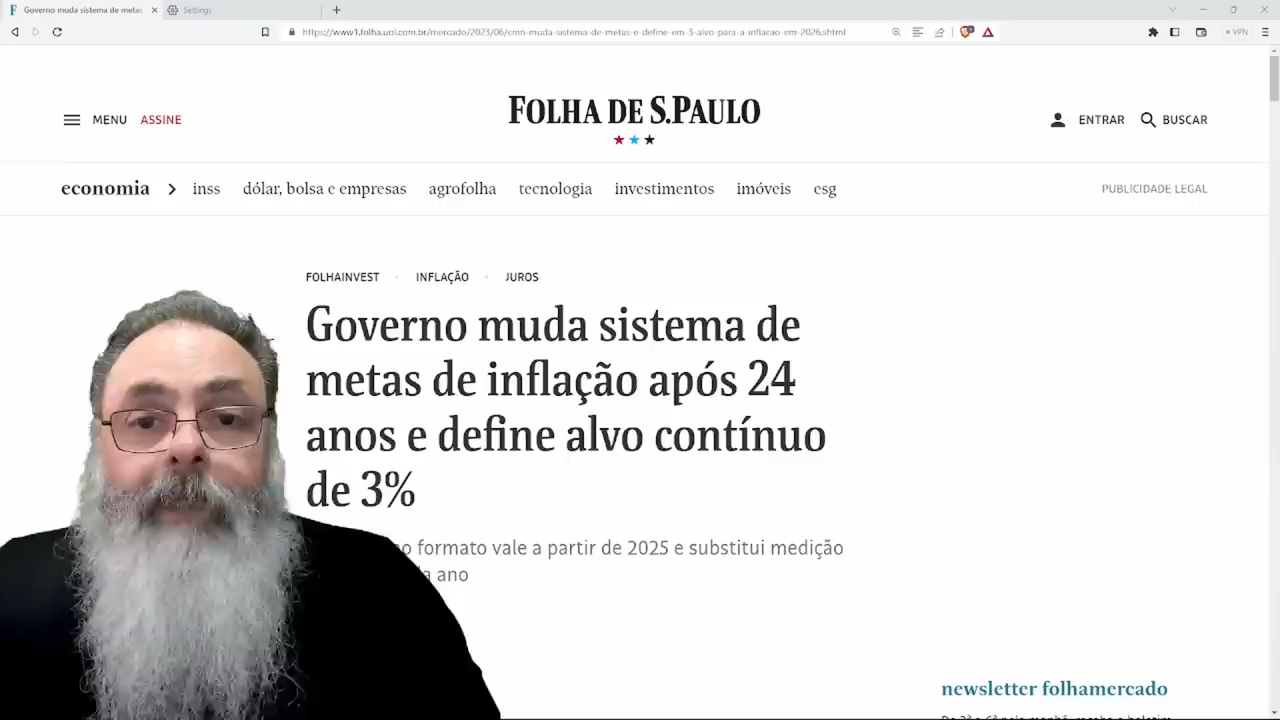 Governo muda sistema de metas
Settings
https://www1.folha.uol.com.br/mercado/2023/06/cmn-muda-sistema-de-metas-e-define-em-3-alvo-para-a-inflacao-em-2026.shtml
VPN
MENU ASSINE
FOLHA DE S.PAULO
ENTRAR BUSCAR
economia inss dólar, bolsa e empresas agrofolha tecnologia investimentos imóveis esg
PUBLICIDADE LEGAL
FOLHAINVEST INFLAÇÃO JUROS
Governo muda sistema de
metas de inflação após 24
anos e define alvo contínuo
de 3%
formato vale a partir de 2025 e substitui medição
ano
newsletter folhamercado